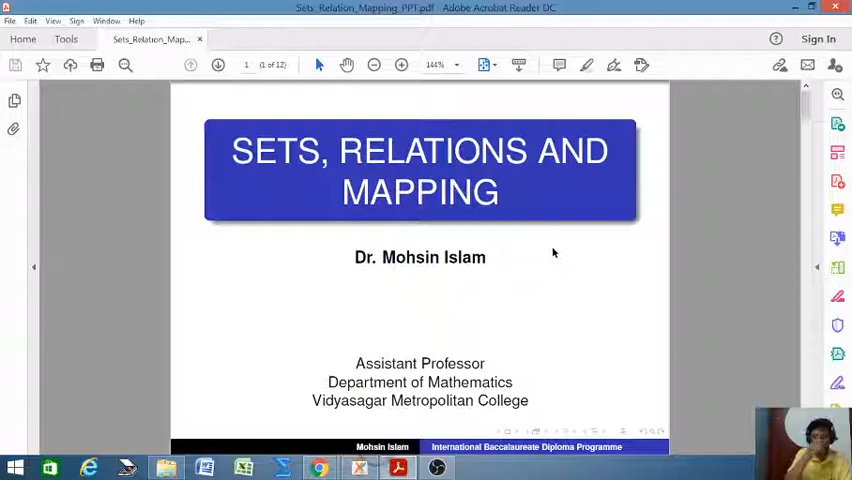 Sets_Relation_Mapping_PPT.pdf - Adobe Acrobat Reader DC
File Edit View Sign Window Help
Home Tools Sets_Relation_Map... × Sign In
1 (1 of 12) 144%
SETS, RELATIONS AND
MAPPING
Dr. Mohsin Islam
Assistant Professor
Department of Mathematics
Vidyasagar Metropolitan College
Mohsin Islam International Baccalaureate Diploma Programme